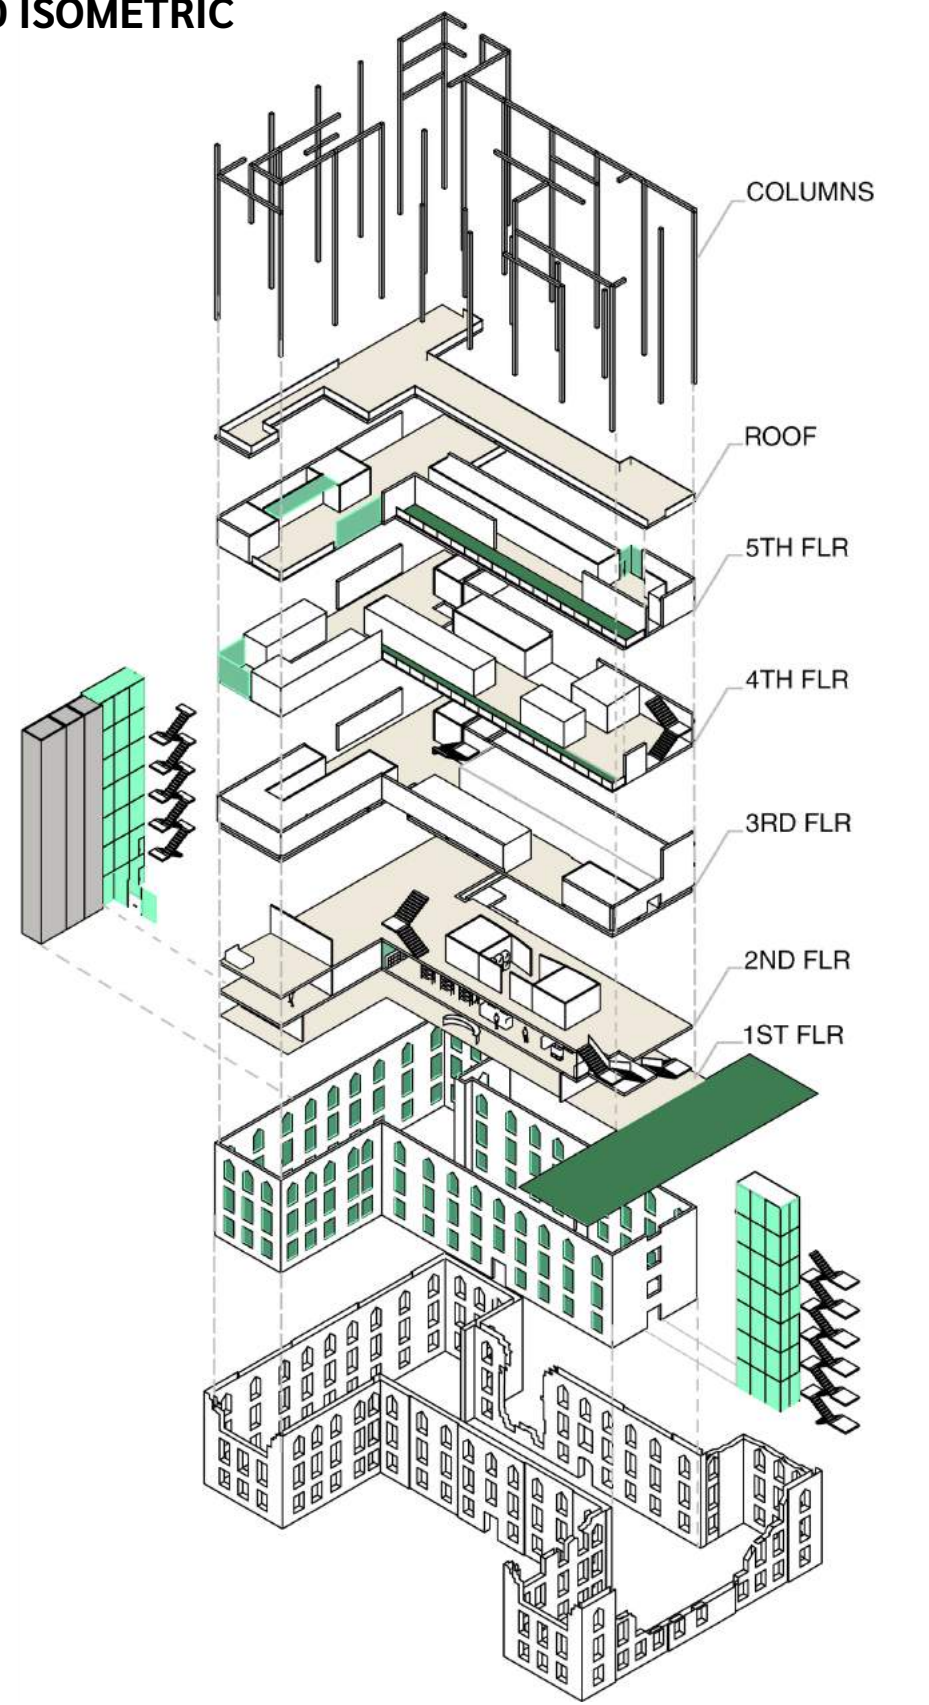 ISOMETRIC
COLUMNS
ROOF
5TH FLR
4TH FLR
3RD FLR
2ND FLR
1ST FLR